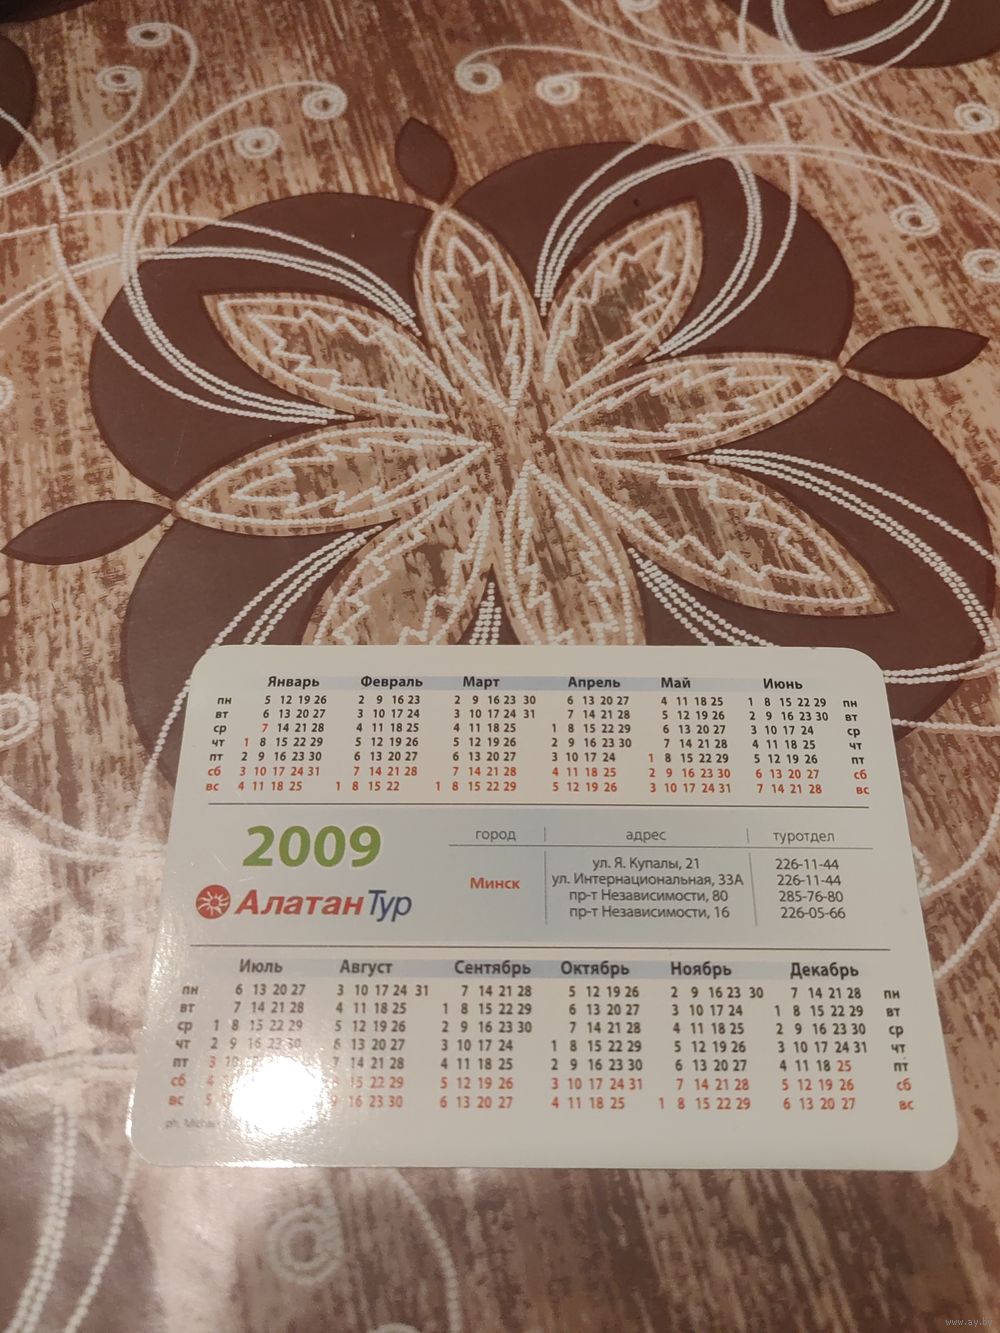 Январь Февраль Март Апрель Май Июнь
пн 5 12 19 26 2 9 16 23 2 9 16 23 30 6 13 20 27 4 11 18 25 1 8 15 22 29 пн
вт 6 13 20 27 3 10 17 24 3 10 17 24 31 7 14 21 28 5 12 19 26 2 9 16 23 30 вт
ср 7 14 21 28 4 11 18 25 4 11 18 25 1 8 15 22 29 6 13 20 27 3 10 17 24 ср
чт 1 8 15 22 29 5 12 19 26 5 12 19 26 2 9 16 23 30 7 14 21 28 4 11 18 25 чт
пт 2 9 16 23 30 6 13 20 27 6 13 20 27 3 10 17 24 1 8 15 22 29 5 12 19 26 пт
сб 3 10 17 24 31 7 14 21 28 7 14 21 28 4 11 18 25 2 9 16 23 30 6 13 20 27 сб
вс 4 11 18 25 1 8 15 22 1 8 15 22 29 5 12 19 26 3 10 17 24 31 7 14 21 28 вс
2009
Алатан Тур
город адрес туротдел
Минск
ул. Я. Купалы, 21 226-11-44
ул. Интернациональная, 33А 226-11-44
пр-т Независимости, 80 285-76-80
пр-т Независимости, 16 226-05-66
Июль Август Сентябрь Октябрь Ноябрь Декабрь
пн 6 13 20 27 3 10 17 24 31 7 14 21 28 5 12 19 26 2 9 16 23 30 7 14 21 28 пн
вт 7 14 21 28 4 11 18 25 1 8 15 22 29 6 13 20 27 3 10 17 24 1 8 15 22 29 вт
ср 1 8 15 22 29 5 12 19 26 2 9 16 23 30 7 14 21 28 4 11 18 25 2 9 16 23 30 ср
чт 2 9 16 23 30 6 13 20 27 3 10 17 24 1 8 15 22 29 5 12 19 26 3 10 17 24 31 чт
пт 3 7 14 21 28 4 11 18 25 2 9 16 23 30 6 13 20 27 4 11 18 25 пт
сб 4 15 22 29 5 12 19 26 3 10 17 24 31 7 14 21 28 5 12 19 26 сб
вс 5 16 23 30 6 13 20 27 4 11 18 25 1 8 15 22 29 6 13 20 27 вс
ph.
www.ay.by